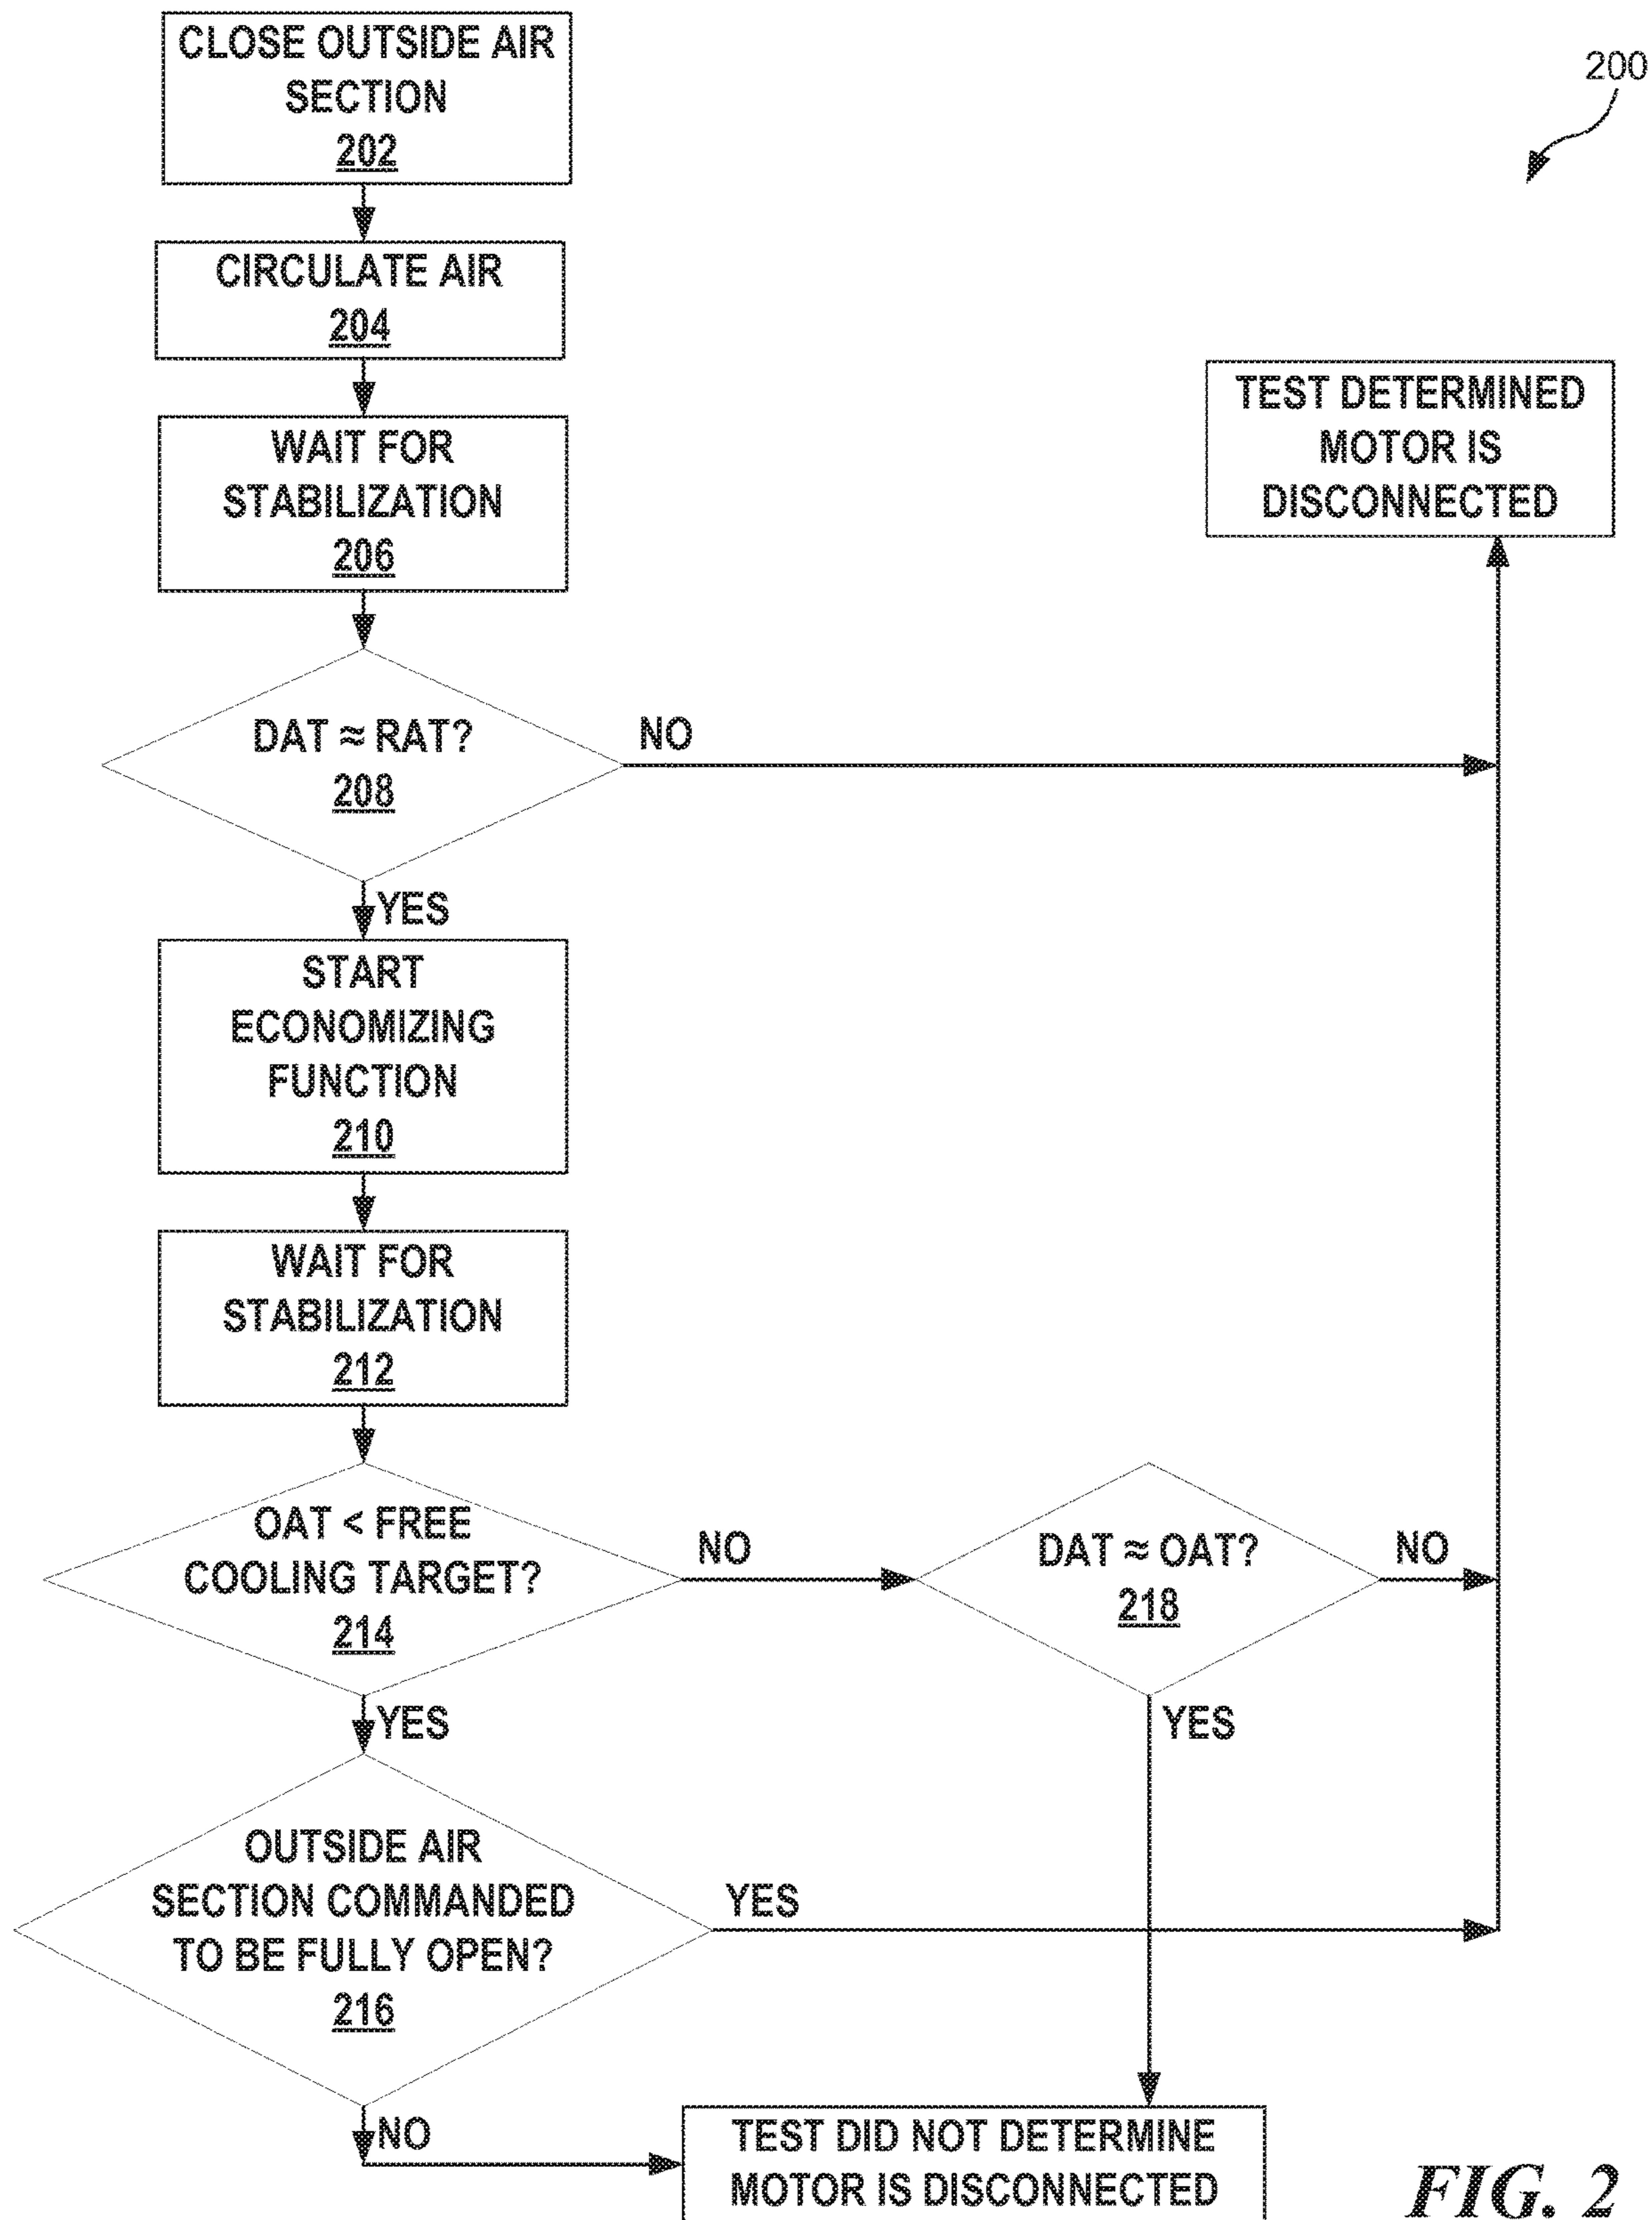 CLOSE OUTSIDE AIR
SECTION
202
200
CIRCULATE AIR
204
WAIT FOR
STABILIZATION
206
TEST DETERMINED
MOTOR IS
DISCONNECTED
DAT ≈ RAT?
208
NO
YES
START
ECONOMIZING
FUNCTION
210
WAIT FOR
STABILIZATION
212
OAT < FREE
COOLING TARGET?
214
NO
DAT ≈ OAT?
218
NO
YES
YES
OUTSIDE AIR
SECTION COMMANDED
TO BE FULLY OPEN?
216
YES
NO
TEST DID NOT DETERMINE
MOTOR IS DISCONNECTED
FIG. 2